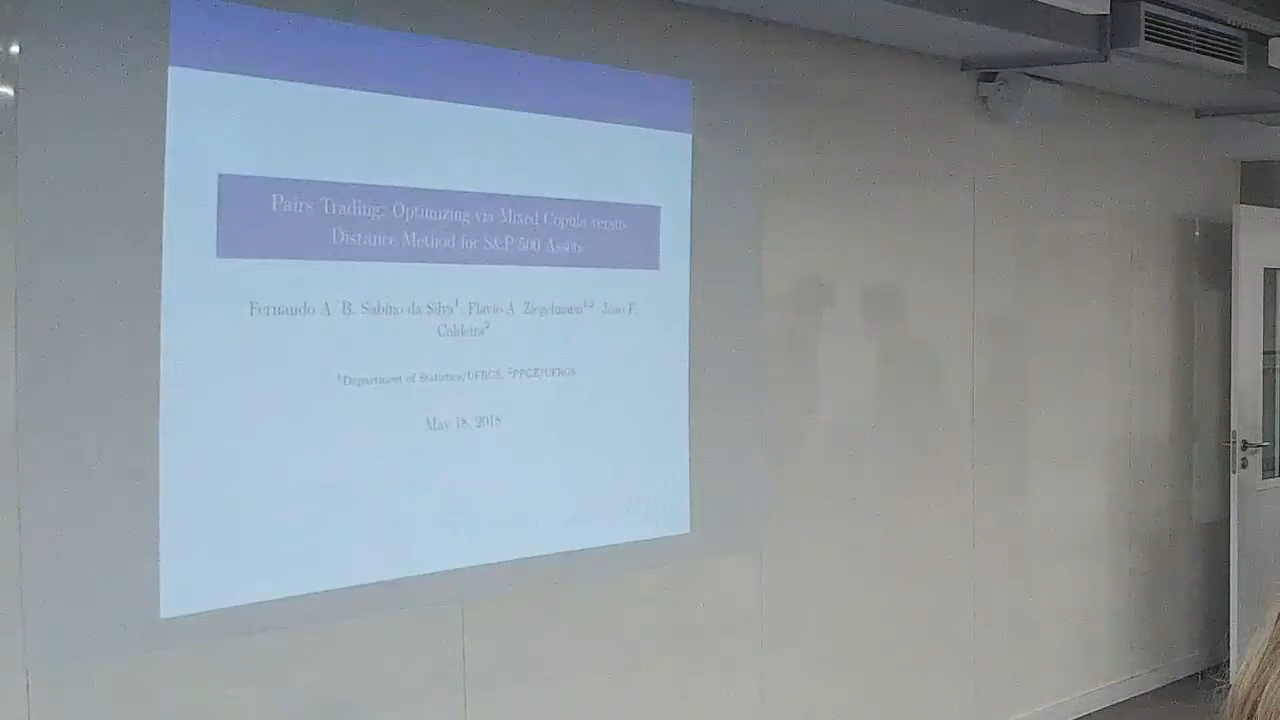 Pairs Trading: Optimizing via Mixed Copula versus
Distance Method for S&P 500 Assets
Fernando A. B. Sabino da Silva¹ Flavio A. Ziegelmann¹,² Joao F.
Caldeira²
¹Department of Statistics/UFRGS, ²PPGE/UFRGS
May 18, 2018